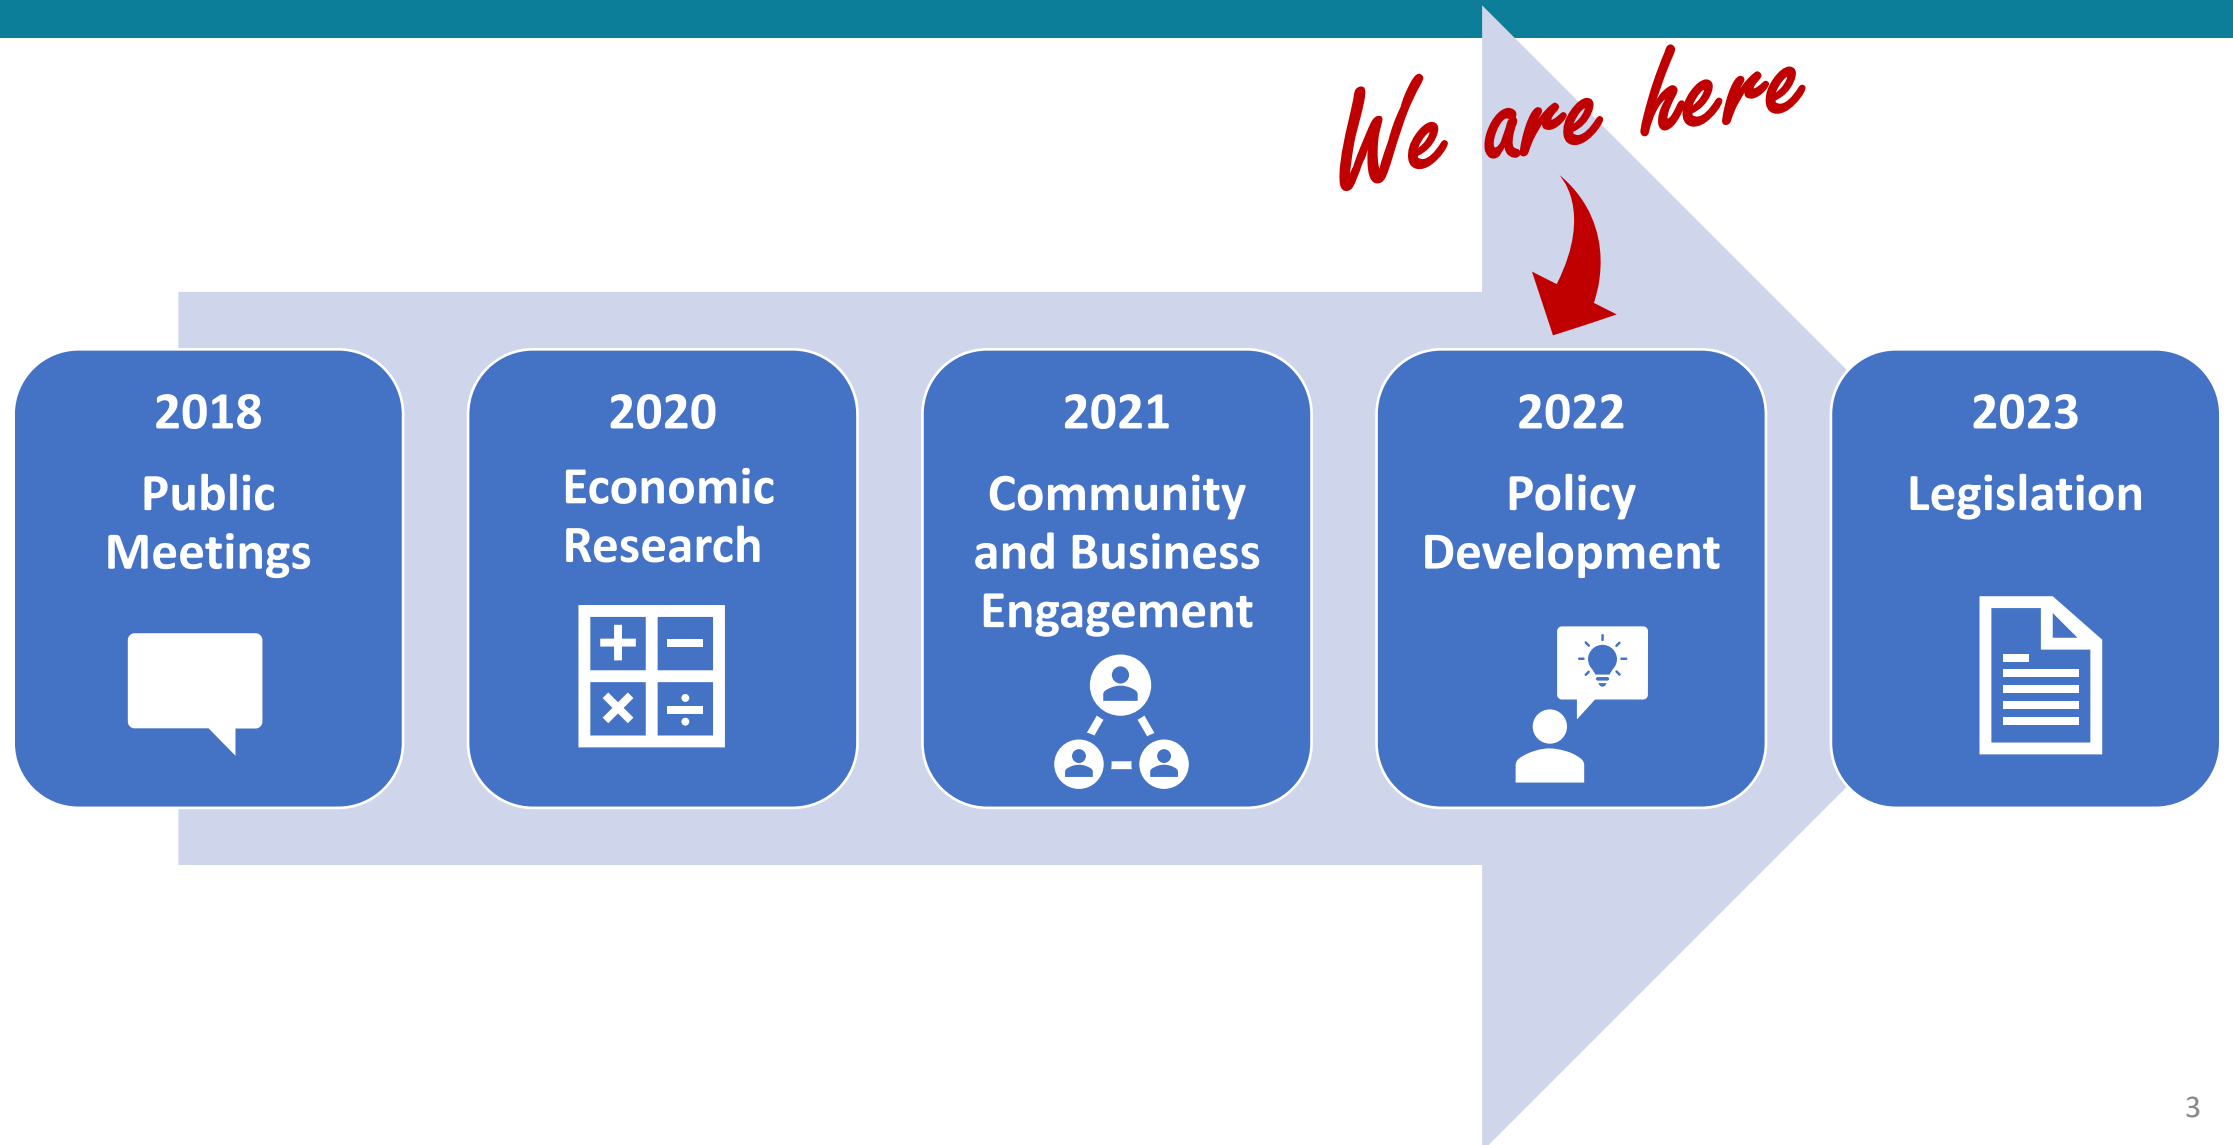 We are here
2018
Public
Meetings
2020
Economic
Research
2021
Community
and Business
Engagement
2022
Policy
Development
2023
Legislation
3